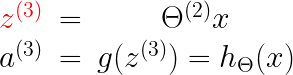 z⁽³⁾ = Θ⁽²⁾x
a⁽³⁾ = g(z⁽³⁾) = h_Θ(x)